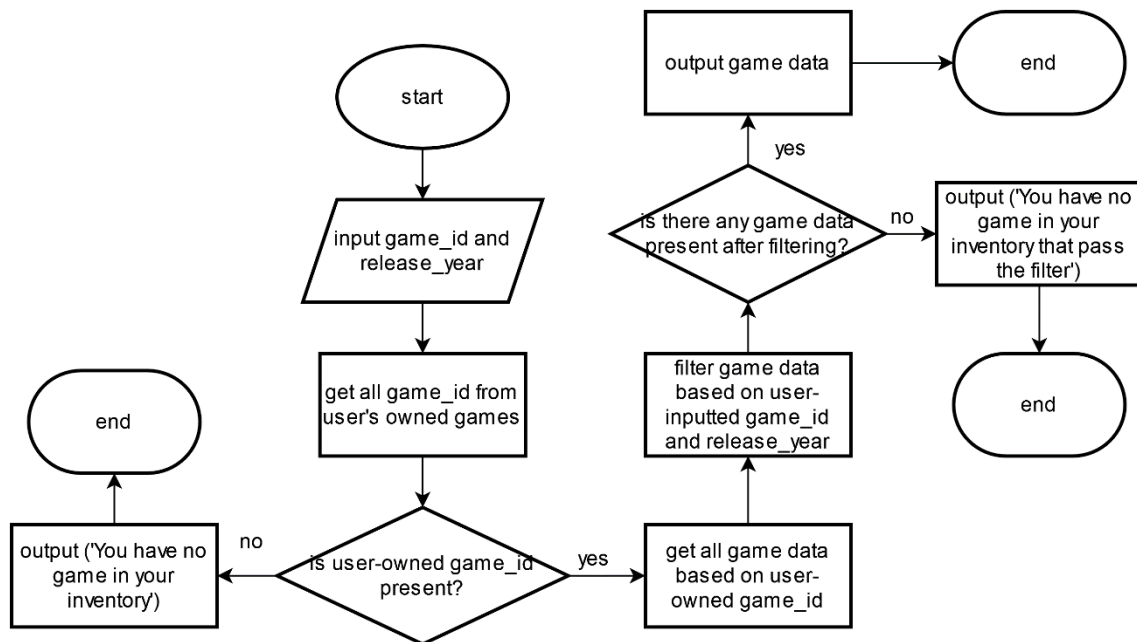 start
input game_id and
release_year
get all game_id from
user's owned games
is user-owned game_id
present?
no
output ('You have no
game in your
inventory')
end
yes
get all game data
based on user-
owned game_id
filter game data
based on user-
inputted game_id
and release_year
is there any game data
present after filtering?
yes
output game data
end
no
output ('You have no
game in your
inventory that pass
the filter')
end